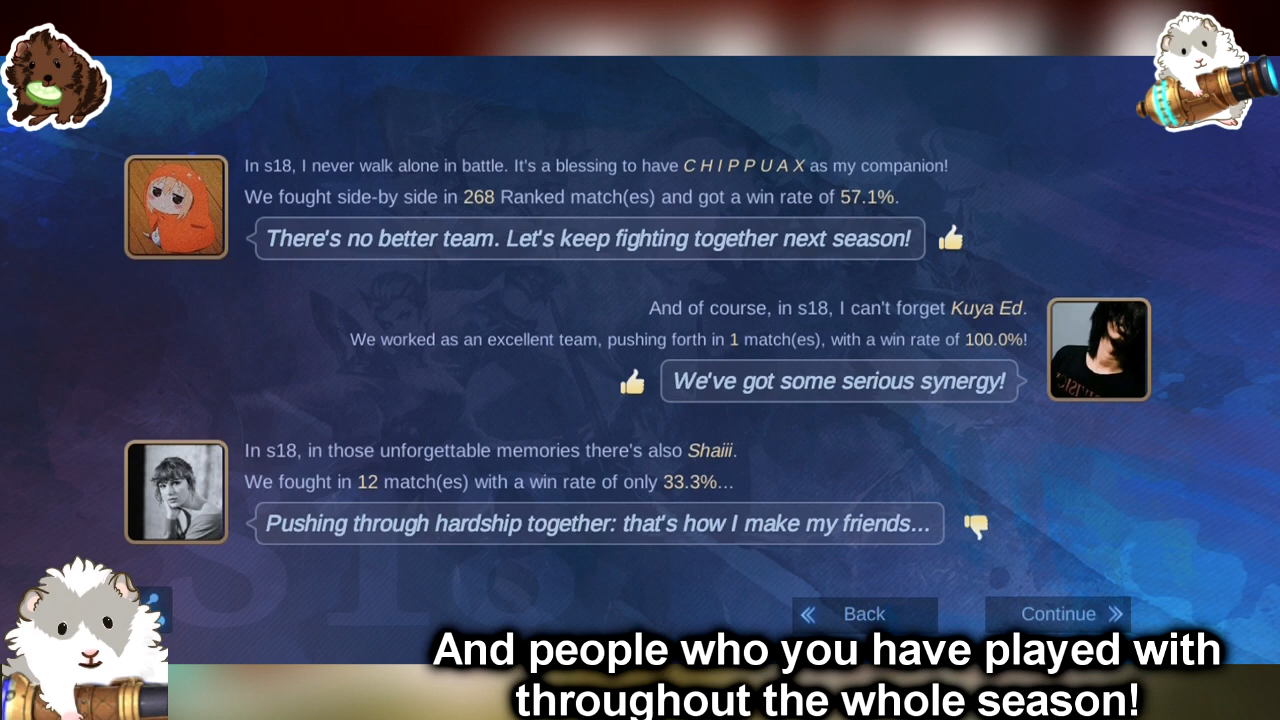 In s18, I never walk alone in battle. It's a blessing to have C H I P P U A X as my companion!
We fought side-by side in 268 Ranked match(es) and got a win rate of 57.1%.
There's no better team. Let's keep fighting together next season!
And of course, in s18, I can't forget Kuya Ed.
We worked as an excellent team, pushing forth in 1 match(es), with a win rate of 100.0%!
We've got some serious synergy!
In s18, in those unforgettable memories there's also Shaiii.
We fought in 12 match(es) with a win rate of only 33.3%...
Pushing through hardship together: that's how I make my friends...
S18
Back
Continue
And people who you have played with
throughout the whole season!